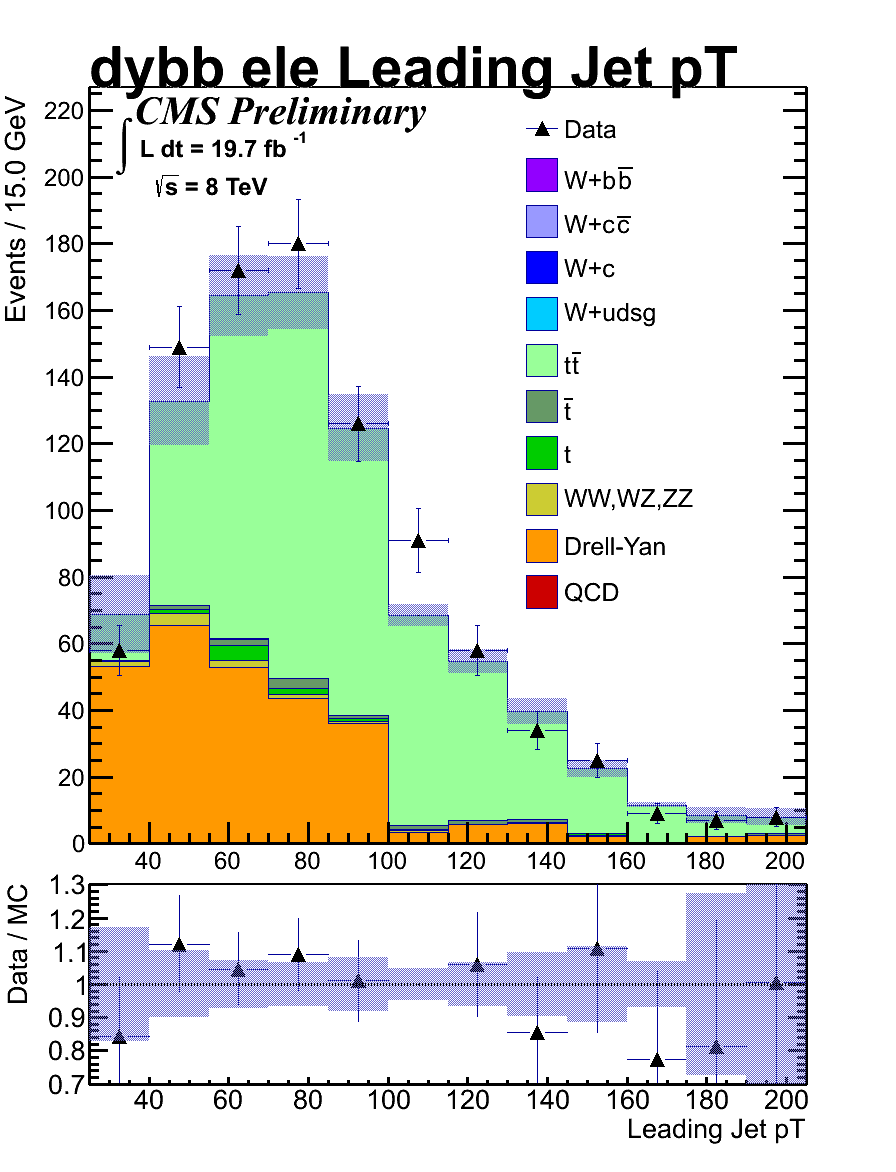 dybb ele Leading Jet pT
CMS Preliminary
∫ L dt = 19.7 fb⁻¹
√s = 8 TeV
Events / 15.0 GeV
220
200
180
160
140
120
100
80
60
40
20
0
Data
W+bb̅
W+cc̅
W+c
W+udsg
tt̅
t̅
t
WW,WZ,ZZ
Drell-Yan
QCD
40 60 80 100 120 140 160 180 200
Data / MC
1.3
1.2
1.1
1
0.9
0.8
0.7
40 60 80 100 120 140 160 180 200
Leading Jet pT